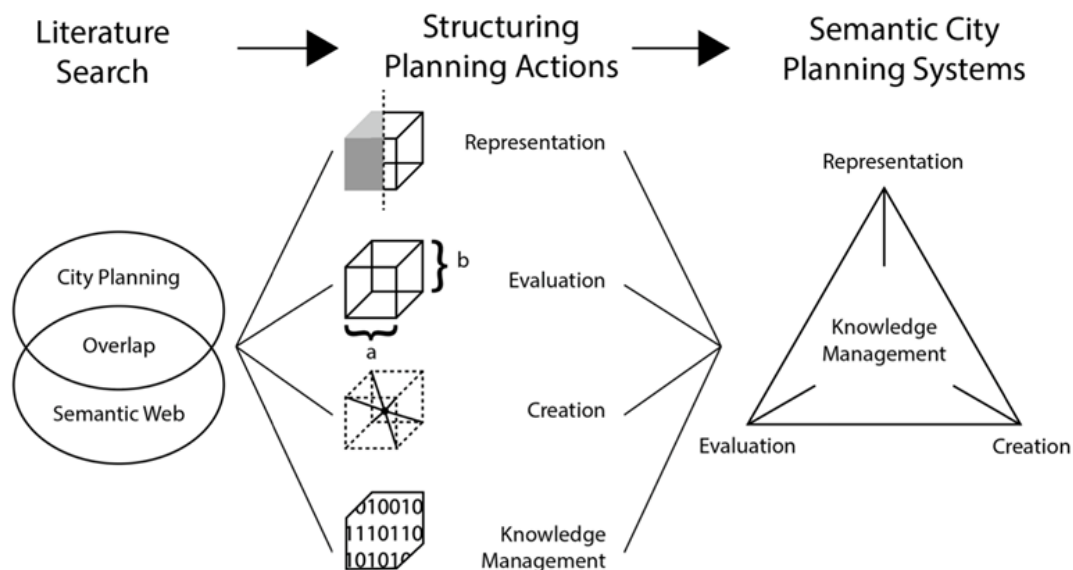 Literature
Search
Structuring
Planning Actions
Semantic City
Planning Systems
City Planning
Overlap
Semantic Web
Representation
b
Evaluation
a
Creation
010010
1110110
101010
Knowledge
Management
Representation
Knowledge
Management
Evaluation
Creation